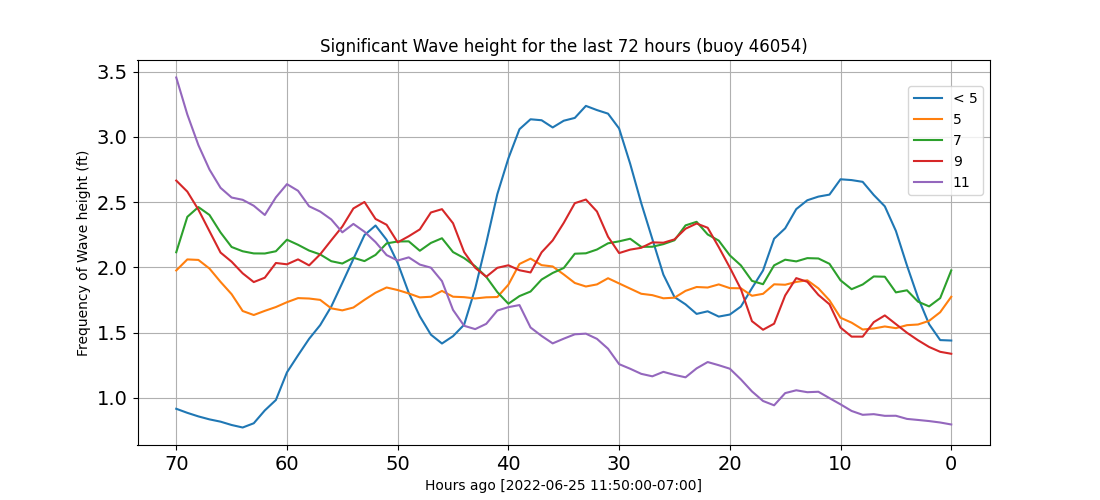 Significant Wave height for the last 72 hours (buoy 46054)
Frequency of Wave height (ft)
3.5
3.0
2.5
2.0
1.5
1.0
< 5
5
7
9
11
70 60 50 40 30 20 10 0
Hours ago [2022-06-25 11:50:00-07:00]